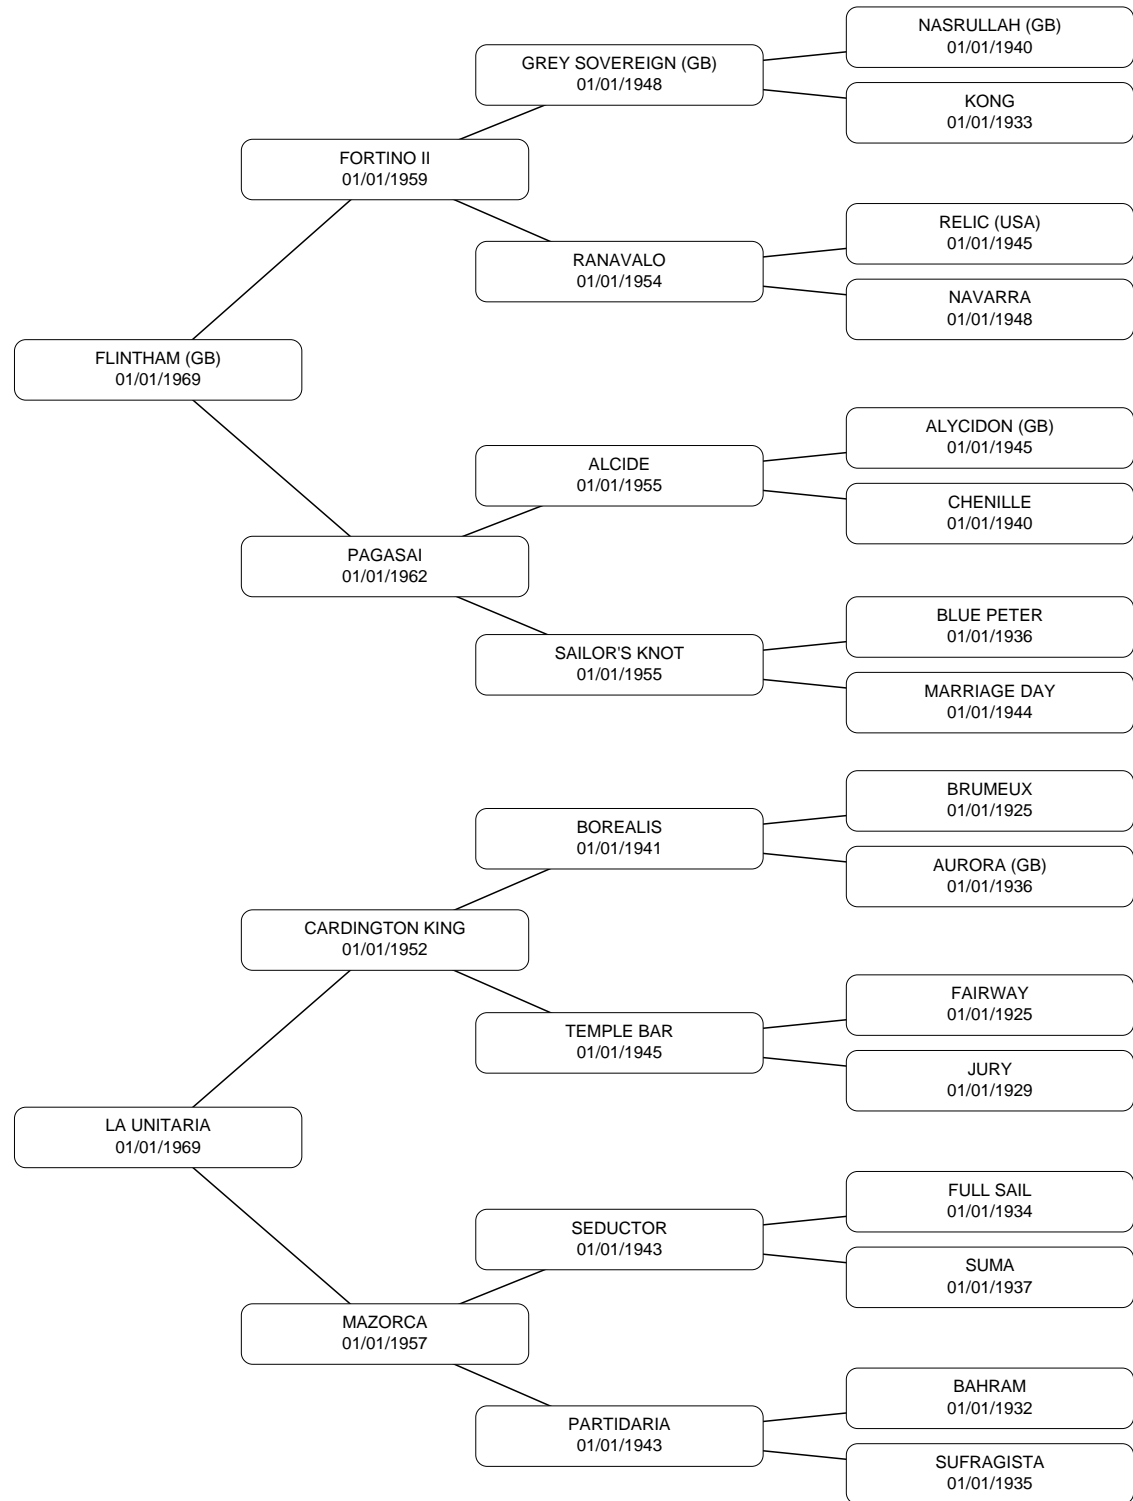 NASRULLAH (GB)
01/01/1940
GREY SOVEREIGN (GB)
01/01/1948
KONG
01/01/1933
FORTINO II
01/01/1959
RELIC (USA)
01/01/1945
RANAVALO
01/01/1954
NAVARRA
01/01/1948
FLINTHAM (GB)
01/01/1969
ALYCIDON (GB)
01/01/1945
ALCIDE
01/01/1955
CHENILLE
01/01/1940
PAGASAI
01/01/1962
BLUE PETER
01/01/1936
SAILOR'S KNOT
01/01/1955
MARRIAGE DAY
01/01/1944
BRUMEUX
01/01/1925
BOREALIS
01/01/1941
AURORA (GB)
01/01/1936
CARDINGTON KING
01/01/1952
FAIRWAY
01/01/1925
TEMPLE BAR
01/01/1945
JURY
01/01/1929
LA UNITARIA
01/01/1969
FULL SAIL
01/01/1934
SEDUCTOR
01/01/1943
SUMA
01/01/1937
MAZORCA
01/01/1957
BAHRAM
01/01/1932
PARTIDARIA
01/01/1943
SUFRAGISTA
01/01/1935